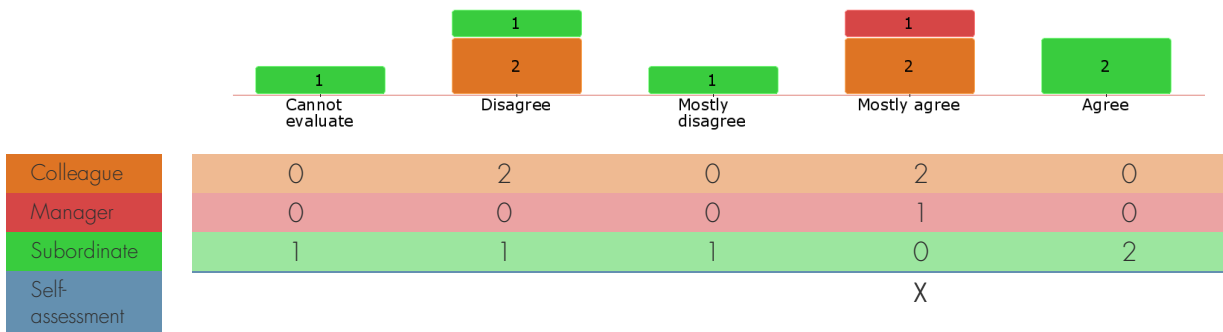 1 1
1 2 1 2 2
Cannot evaluate Disagree Mostly disagree Mostly agree Agree
Colleague 0 2 0 2 0
Manager 0 0 0 1 0
Subordinate 1 1 1 0 2
Self-
assessment X